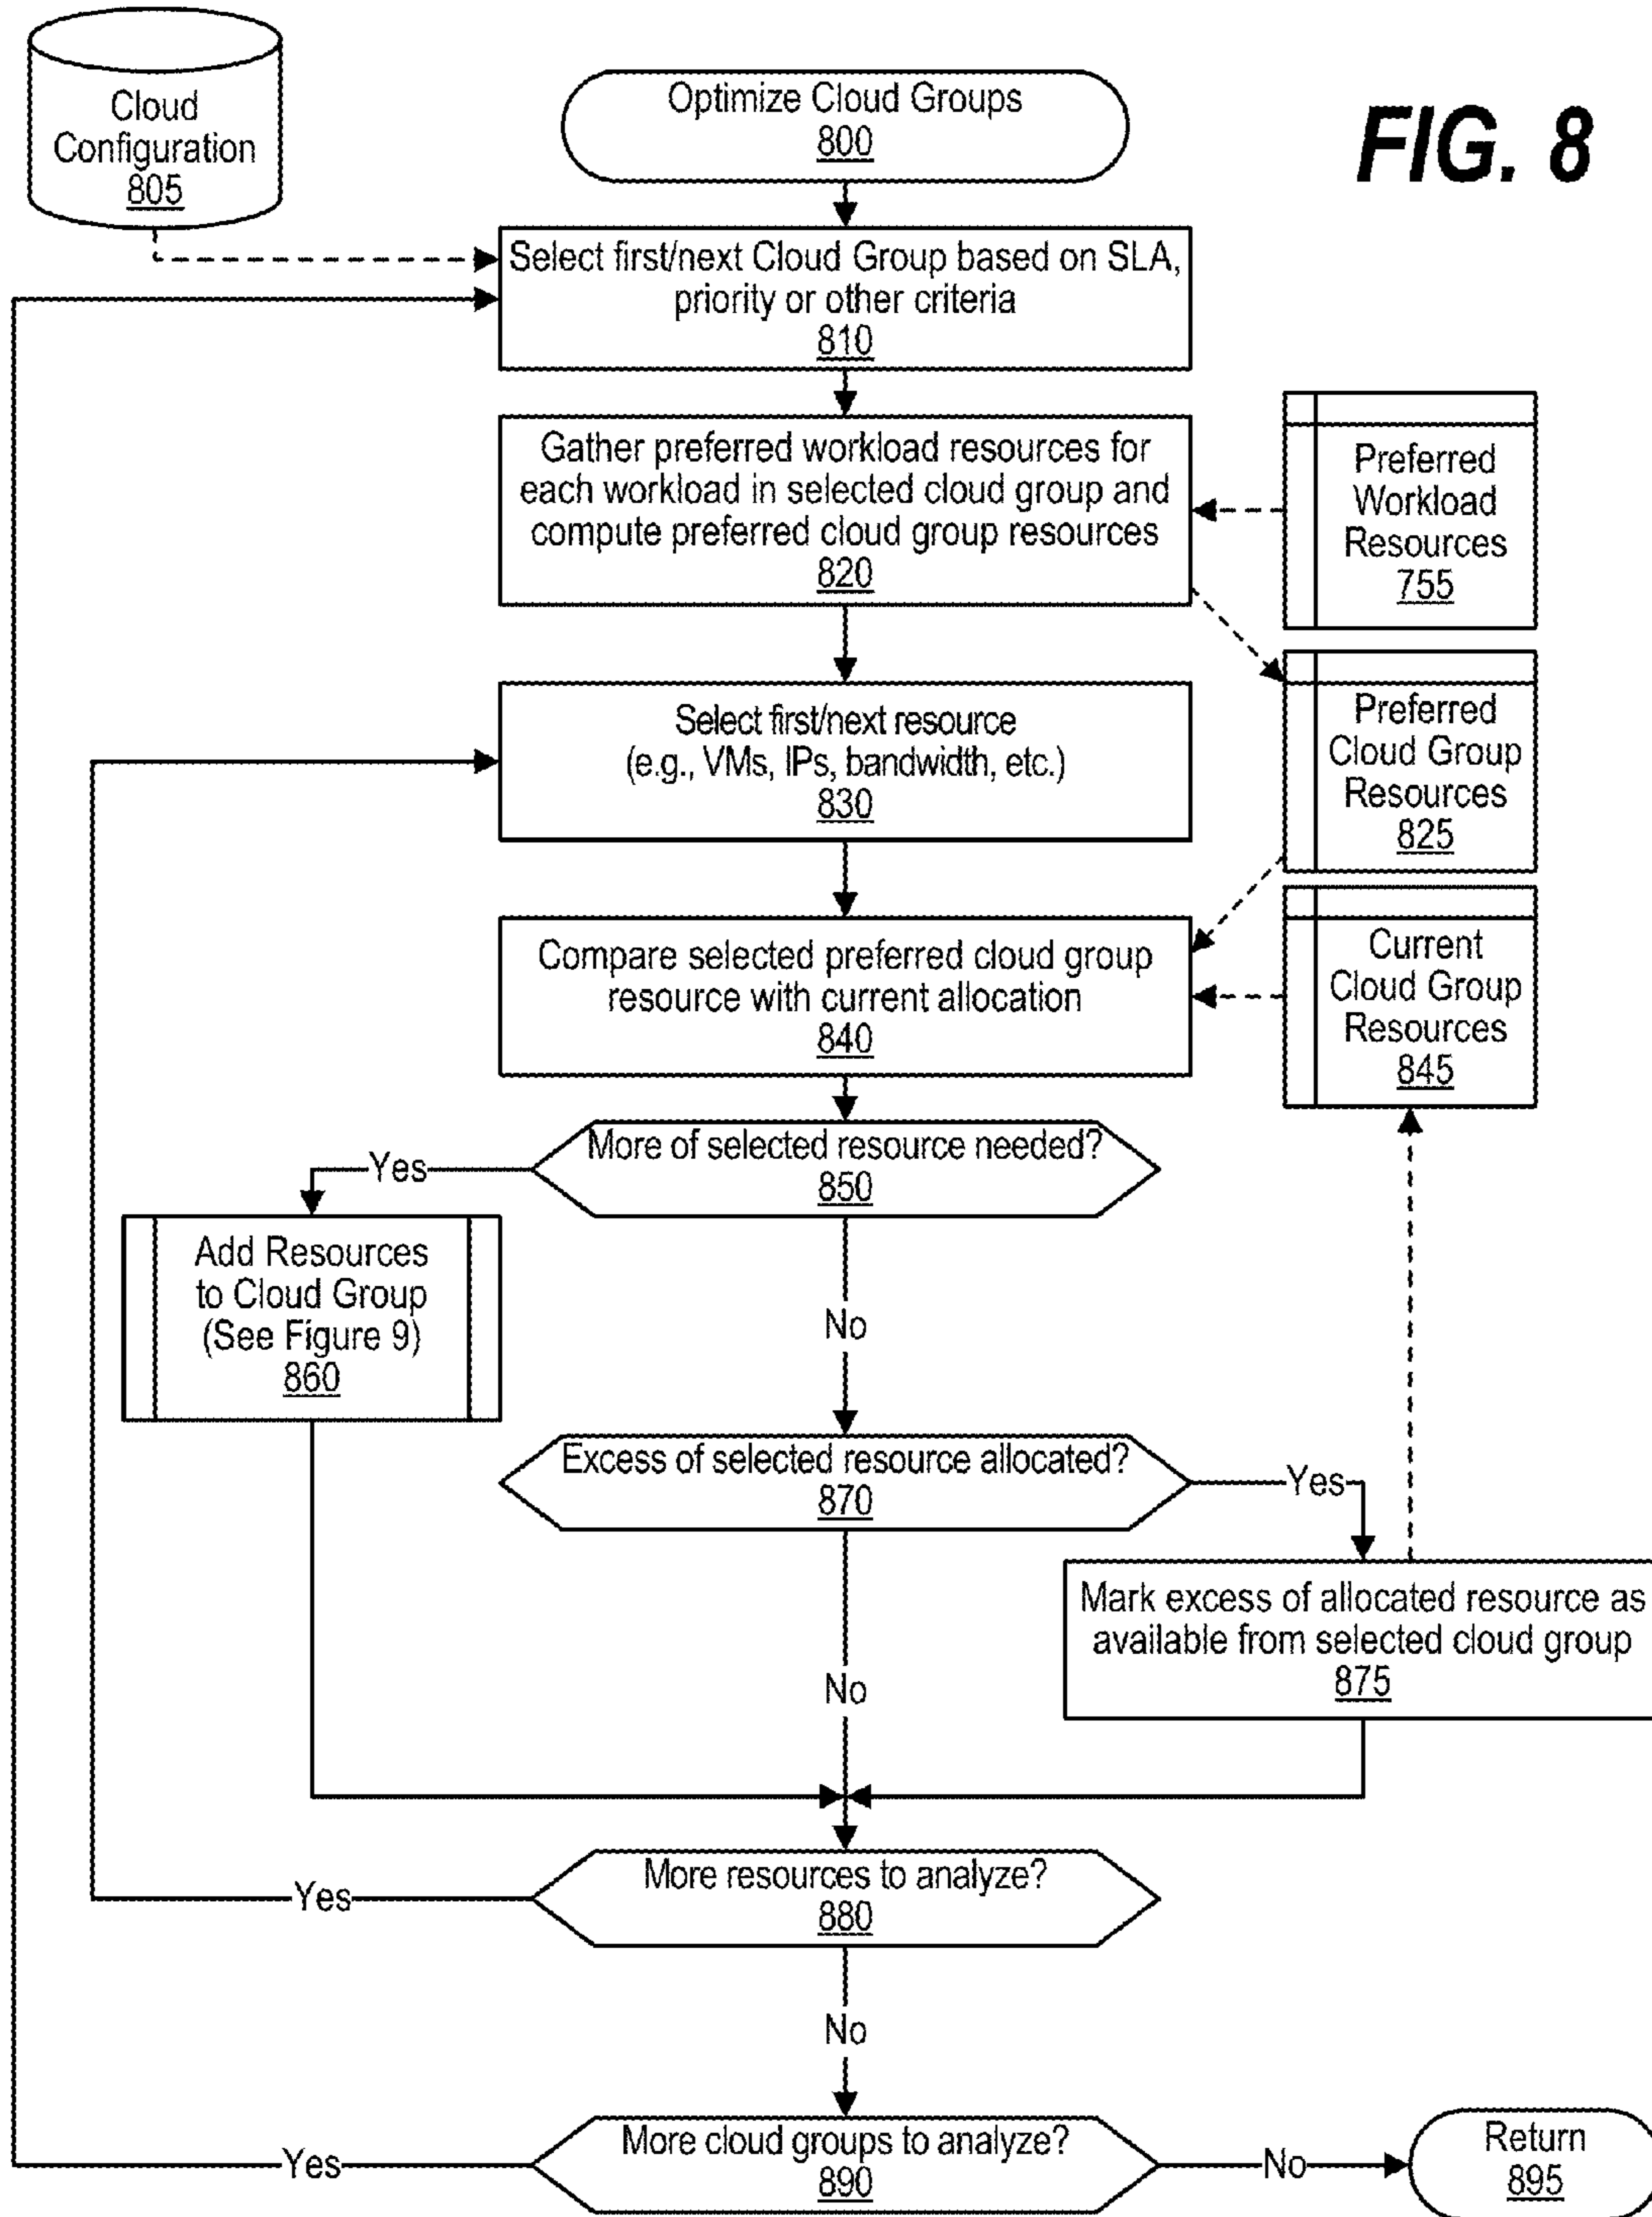 Cloud
Configuration
805
Optimize Cloud Groups
800
FIG. 8
Select first/next Cloud Group based on SLA,
priority or other criteria
810
Gather preferred workload resources for
each workload in selected cloud group and
compute preferred cloud group resources
820
Preferred
Workload
Resources
755
Select first/next resource
(e.g., VMs, IPs, bandwidth, etc.)
830
Preferred
Cloud Group
Resources
825
Compare selected preferred cloud group
resource with current allocation
840
Current
Cloud Group
Resources
845
More of selected resource needed?
850
Yes
Add Resources
to Cloud Group
(See Figure 9)
860
No
Excess of selected resource allocated?
870
Yes
Mark excess of allocated resource as
available from selected cloud group
875
No
More resources to analyze?
880
Yes
No
More cloud groups to analyze?
890
Yes
No
Return
895